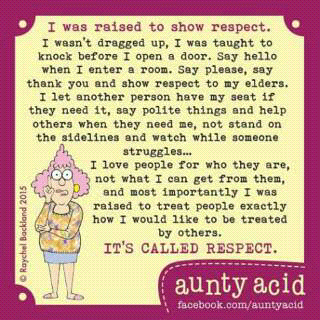 I was raised to show respect.
I wasn't dragged up, I was taught to
knock before I open a door. Say hello
when I enter a room. Say please, say
thank you and show respect to my elders.
I let another person have my seat if
they need it, say polite things and help
others when they need me, not stand on
the sidelines and watch while someone
struggles...
I love people for who they are,
not what I can get from them,
and most importantly I was
raised to treat people exactly
how I would like to be treated
by others.
IT'S CALLED RESPECT.
© Raychel Backland 2015
aunty acid
facebook.com/auntyacid